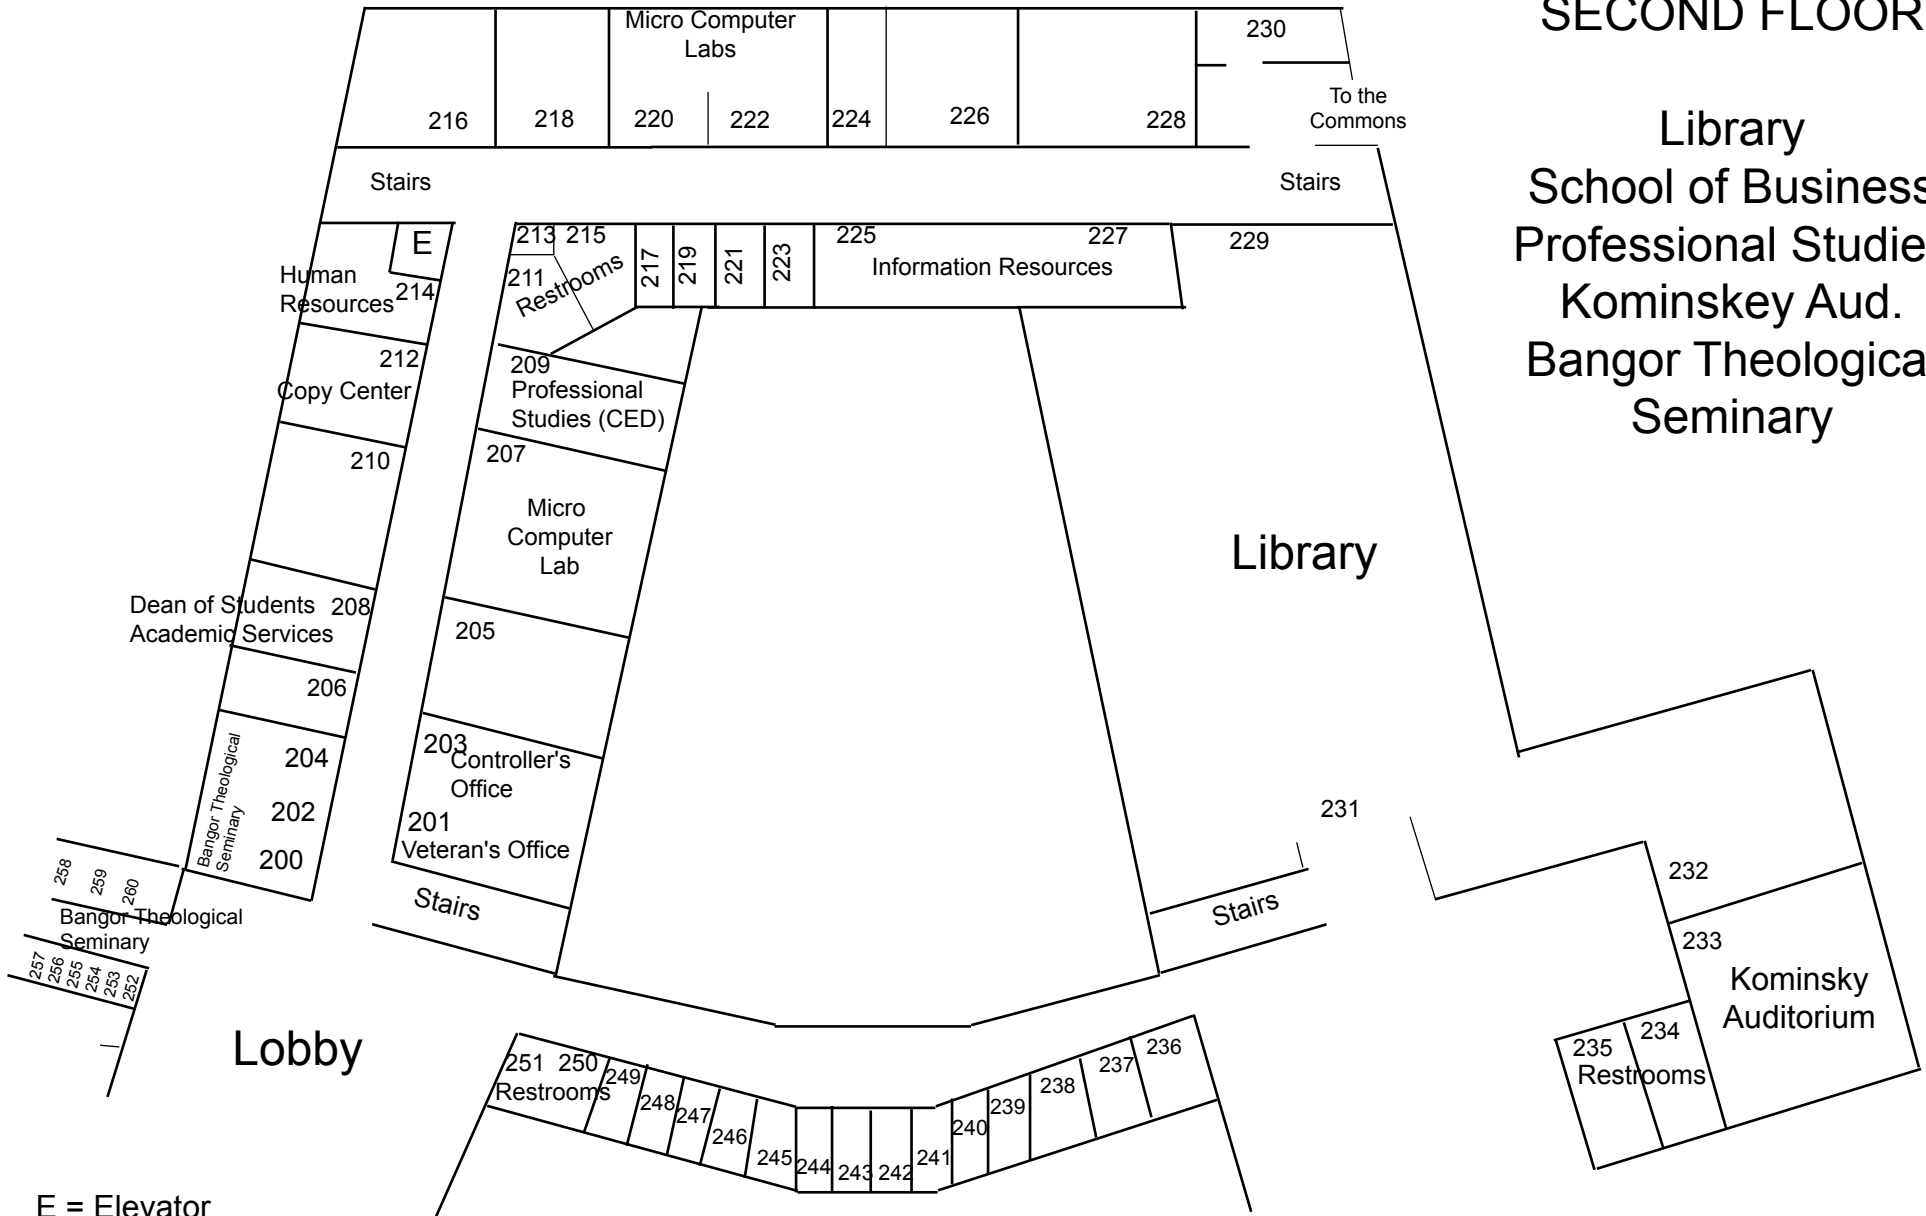 SECOND FLOOR
Library
School of Business
Professional Studie
Kominskey Aud.
Bangor Theologica
Seminary
Micro Computer
Labs
230
To the
Commons
216
218
220
222
224
226
228
Stairs
Stairs
E
213
215
217
219
221
223
225
227
229
Information Resources
Human
Resources
214
211
Restrooms
212
Copy Center
209
Professional
Studies (CED)
210
207
Micro
Computer
Lab
Library
Dean of Students
Academic Services
208
205
206
204
202
200
Bangor Theological
Seminary
203
Controller's
Office
201
Veteran's Office
231
232
258
259
260
Bangor Theological
Seminary
Stairs
Stairs
233
Kominsky
Auditorium
257
256
255
254
253
252
Lobby
251
250
Restrooms
249
248
247
246
245
244
243
242
241
240
239
238
237
236
235
234
Restrooms
E = Elevator